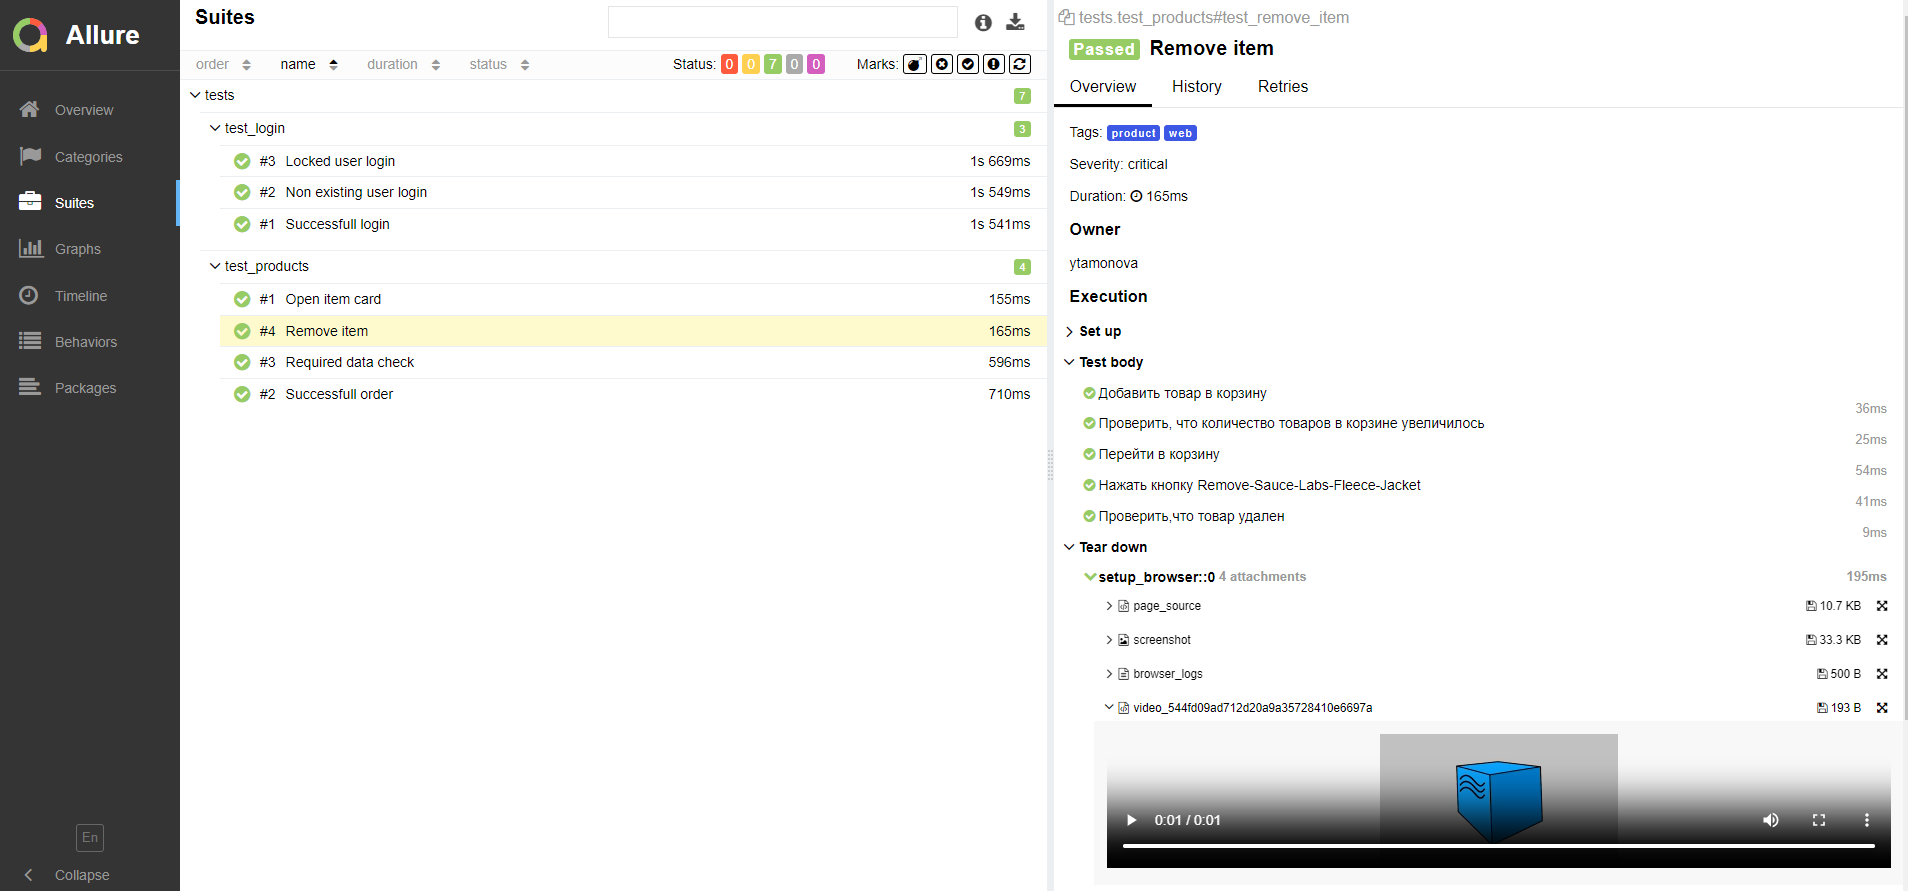 Allure
Overview
Categories
Suites
Graphs
Timeline
Behaviors
Packages
En
Collapse
Suites
order name duration status Status: 0 0 7 0 0 Marks:
tests 7
test_login 3
#3 Locked user login 1s 669ms
#2 Non existing user login 1s 549ms
#1 Successfull login 1s 541ms
test_products 4
#1 Open item card 155ms
#4 Remove item 165ms
#3 Required data check 596ms
#2 Successfull order 710ms
tests.test_products#test_remove_item
Passed Remove item
Overview History Retries
Tags: product web
Severity: critical
Duration: 165ms
Owner
ytamonova
Execution
Set up
Test body
Добавить товар в корзину
36ms
Проверить, что количество товаров в корзине увеличилось
25ms
Перейти в корзину
54ms
Нажать кнопку Remove-Sauce-Labs-Fleece-Jacket
41ms
Проверить,что товар удален
9ms
Tear down
setup_browser::0 4 attachments 195ms
page_source 10.7 KB
screenshot 33.3 KB
browser_logs 500 B
video_544fd09ad712d20a9a35728410e6697a 193 B
0:01 / 0:01